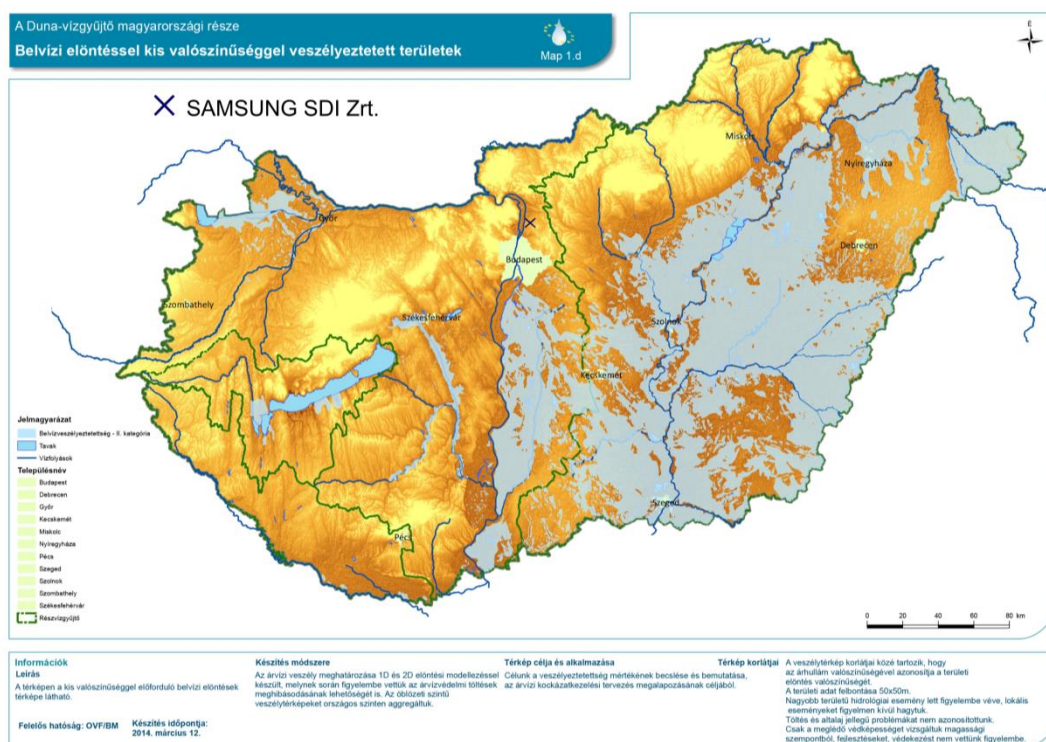 A Duna-vízgyűjtő magyarországi része
Belvízi elöntéssel kis valószínűséggel veszélyeztetett területek
Map 1.d
É
SAMSUNG SDI Zrt.
Miskolc
Nyíregyháza
Győr
Debrecen
Budapest
Szombathely
Székesfehérvár
Szolnok
Kecskemét
Szeged
Pécs
Jelmagyarázat
Belvízveszélyeztetettség - II. kategória
Tavak
Vízfolyások
Településnév
Budapest
Debrecen
Győr
Kecskemét
Miskolc
Nyíregyháza
Pécs
Szeged
Szolnok
Szombathely
Székesfehérvár
Részvízgyűjtő
0 20 40 60 80 km
Információk
Leírás
A térképen a kis valószínűséggel előforduló belvízi elöntések
térképe látható.
Felelős hatóság: OVF/BM
Készítés időpontja:
2014. március 12.
Készítés módszere
Az árvízi veszély meghatározása 1D és 2D elöntési modellezéssel
készült, melynek során figyelembe vettük az árvízvédelmi töltések
meghibásodásának lehetőségét is. Az öblözeti szintű
veszélytérképeket országos szinten aggregáltuk.
Térkép célja és alkalmazása
Célunk a veszélyeztetettség mértékének becslése és bemutatása,
az árvízi kockázatkezelési tervezés megalapozásának céljából.
Térkép korlátjai
A veszélytérkép korlátjai közé tartozik, hogy
az árhullám valószínűségével azonosítja a területi
elöntés valószínűségét.
A területi adat felbontása 50x50m.
Nagyobb területű hidrológiai esemény lett figyelembe véve, lokális
eseményeket figyelmen kívül hagytuk.
Töltés és altalaj jellegű problémákat nem azonosítottunk.
Csak a meglédő védképességet vizsgáltuk magassági
szempontból, fejlesztéseket, védekezést nem vettünk figyelembe.